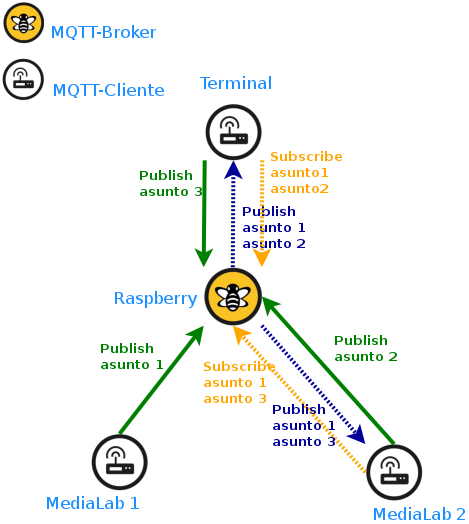 MQTT-Broker
MQTT-Cliente
Terminal
Publish
asunto 3
Subscribe
asunto1
asunto2
Publish
asunto 1
asunto 2
Raspberry
Publish
asunto 1
Subscribe
asunto 1
asunto 3
Publish
asunto 2
Publish
asunto 1
asunto 3
MediaLab 1
MediaLab 2